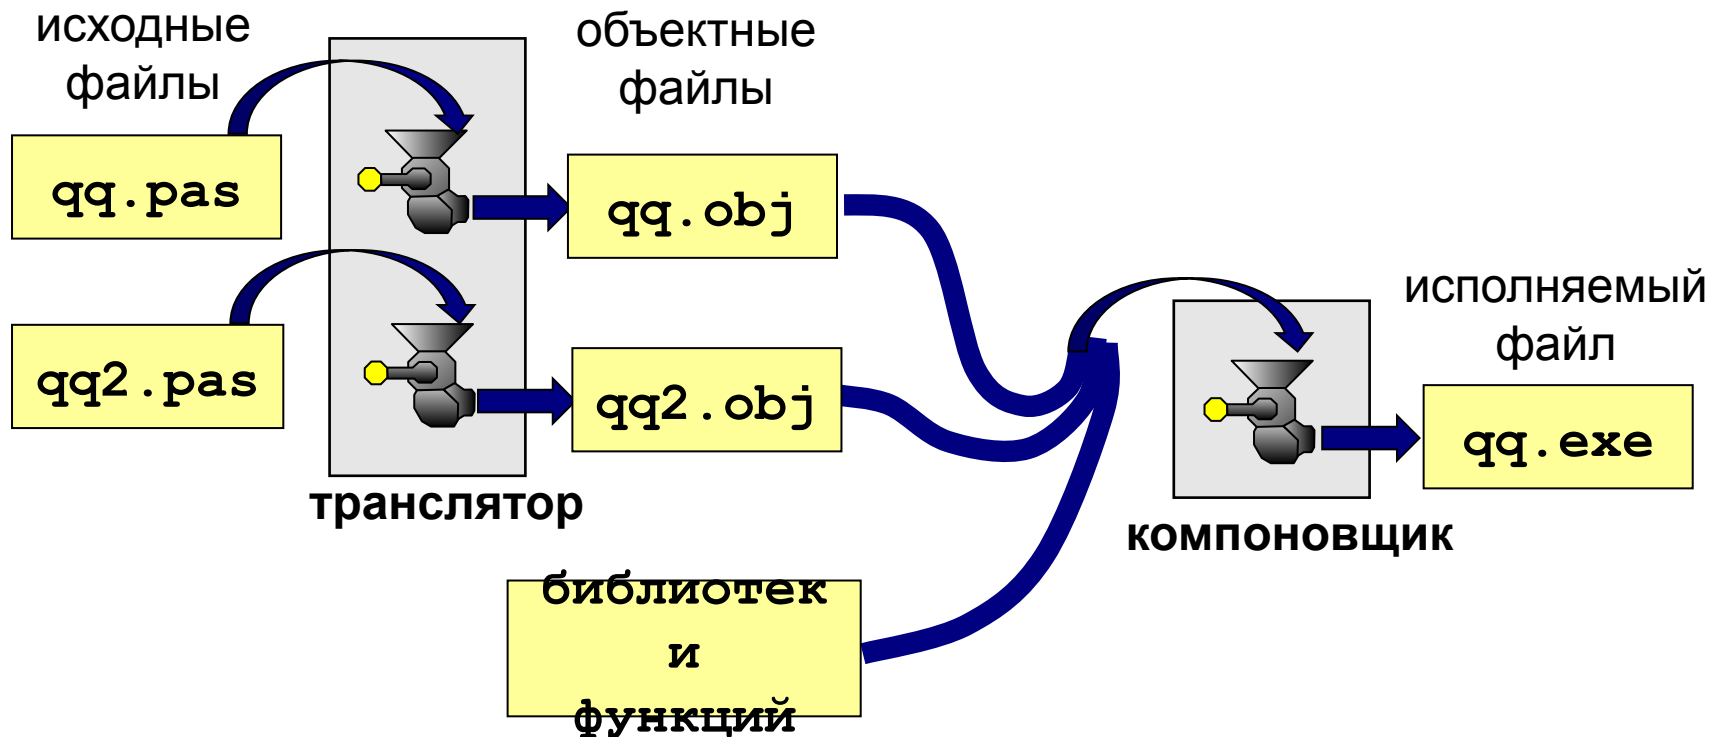 исходные
файлы
объектные
файлы
qq.pas
qq.obj
qq2.pas
qq2.obj
транслятор
исполняемый
файл
qq.exe
компоновщик
библиотек
и
функций